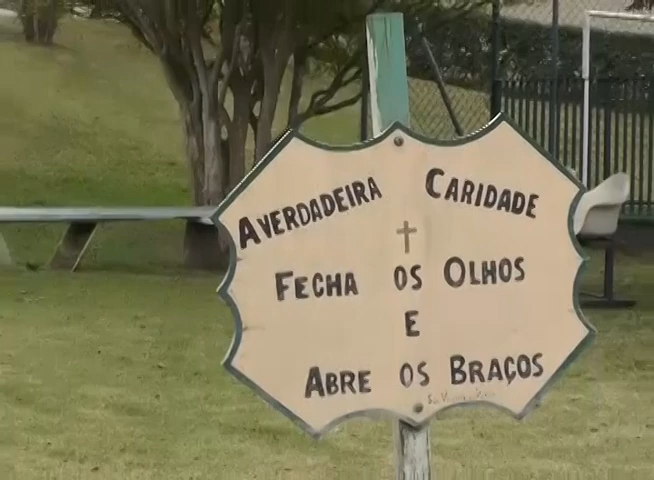 AVERDADEIRA CARIDADE
FECHA OS OLHOS
E
ABRE OS BRAÇOS